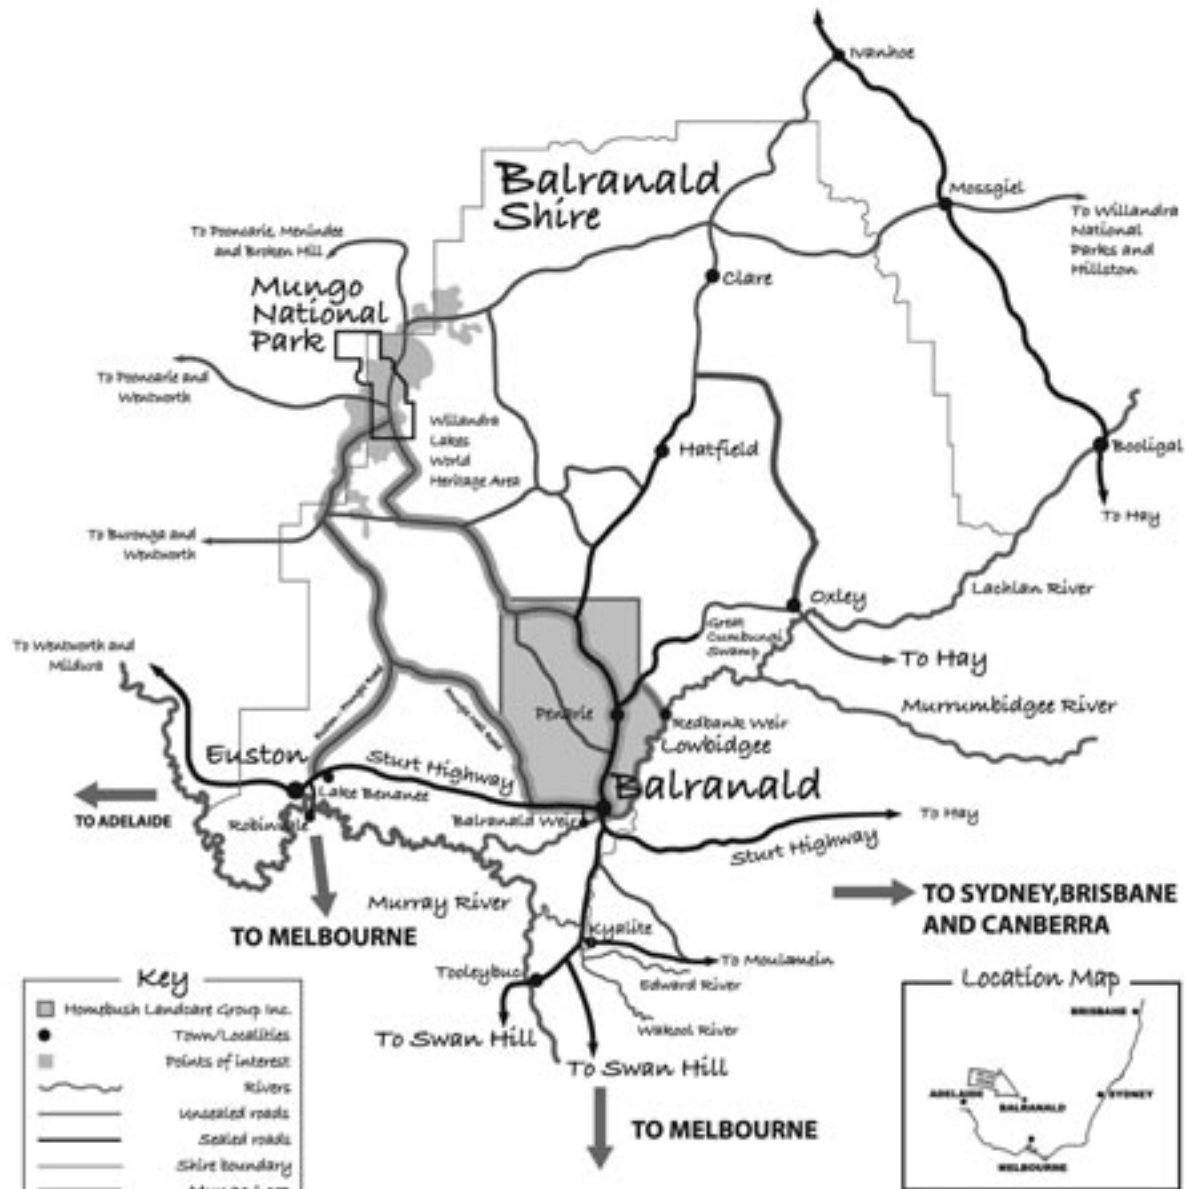 Ivanhoe
Balranald
Shire
Mossgiel
To Willandra
National
Parks and
Hillston
To Pooncarie, Menindee
and Broken Hill
Mungo
National
Park
Clare
To Pooncarie and
Wentworth
Willandra
Lakes
World
Heritage Area
Hatfield
Booligal
To Hay
To Buronga and
Wentworth
Lachlan River
Oxley
Great
Cumbungi
Swamp
To Hay
To Wentworth and
Mildura
Murrumbidgee River
Penarie
Redbank Weir
Lowbidgee
Euston
Sturt Highway
Balranald
Lake Benanee
TO ADELAIDE
Robinvale
Balranald Weir
To Hay
Sturt Highway
TO SYDNEY,BRISBANE
AND CANBERRA
Murray River
TO MELBOURNE
Kyalite
To Moulamein
Tooleybuc
Edward River
Wakool River
To Swan Hill
To Swan Hill
TO MELBOURNE
Key
Homebush Landcare Group Inc.
Town/Localities
Points of interest
Rivers
Unsealed roads
Sealed roads
Shire boundary
Location Map
BRISBANE
ADELAIDE
BALRANALD
SYDNEY
MELBOURNE